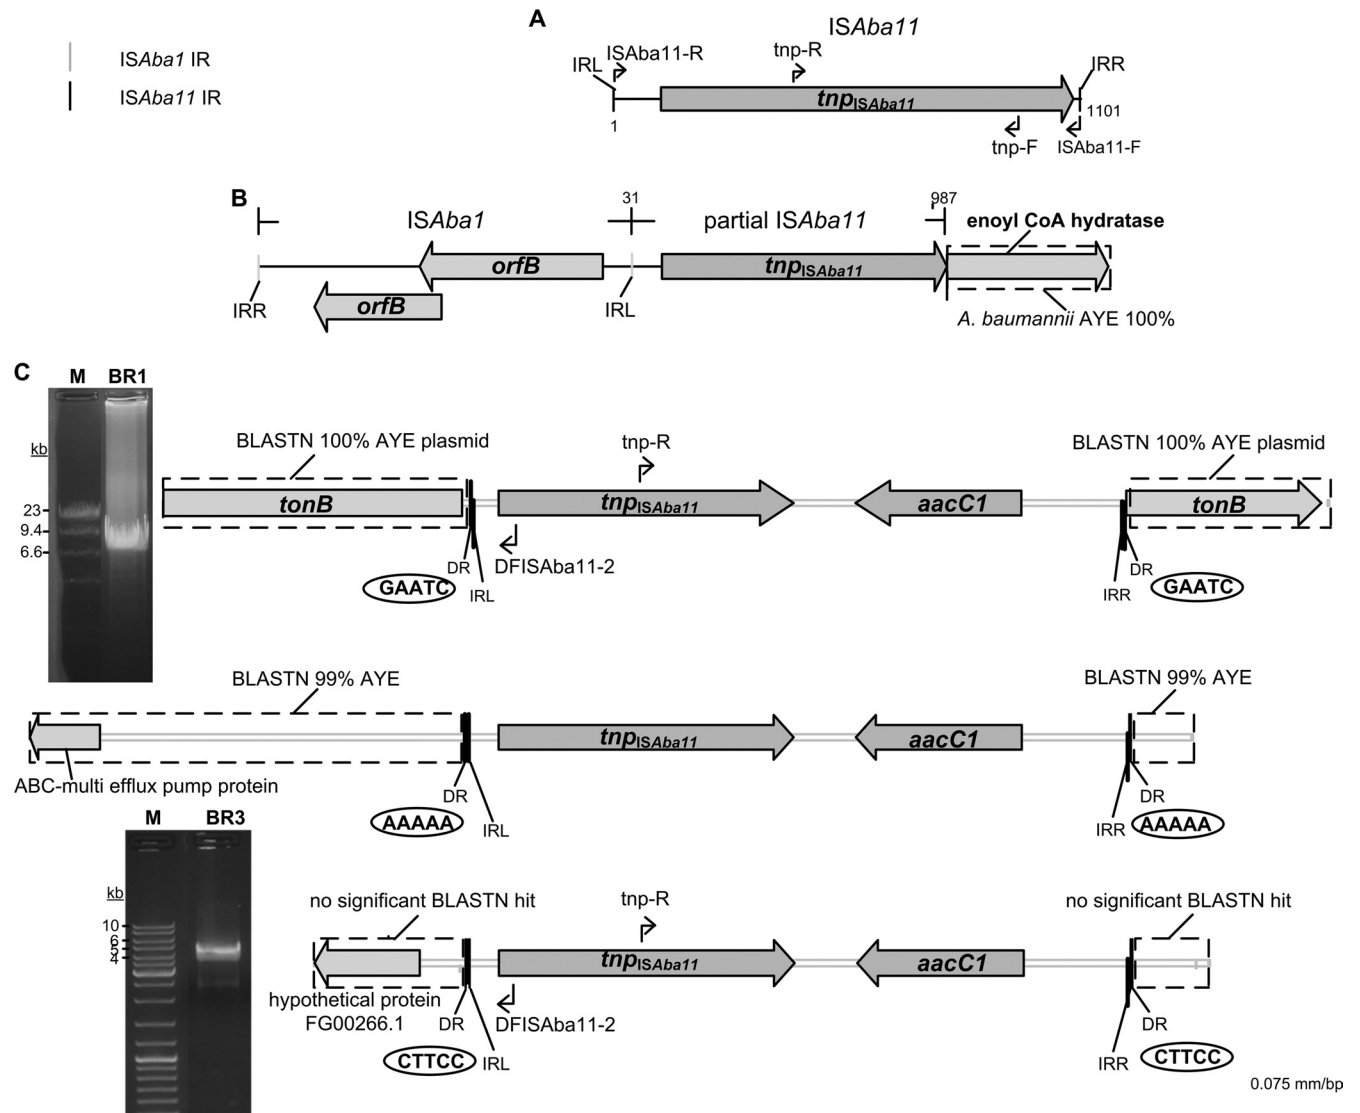 A
ISAba11
ISAba1 IR
ISAba11 IR
IRL
ISAba11-R
tnp-R
IRR
tnpISAba11
1
1101
tnp-F
ISAba11-F
B
ISAba1
31
partial ISAba11
987
enoyl CoA hydratase
orfB
tnpISAba11
IRR
orfB
IRL
A. baumannii AYE 100%
C
M
BR1
kb
23
9.4
6.6
BLASTN 100% AYE plasmid
tnp-R
BLASTN 100% AYE plasmid
tonB
tnpISAba11
aacC1
tonB
DR
DFISAba11-2
DR
GAATC
IRL
IRR
GAATC
BLASTN 99% AYE
BLASTN 99% AYE
tnpISAba11
aacC1
ABC-multi efflux pump protein
DR
DR
AAAAA
IRL
IRR
AAAAA
M
BR3
kb
10
6
5
4
no significant BLASTN hit
tnp-R
no significant BLASTN hit
tnpISAba11
aacC1
hypothetical protein
FG00266.1
DR
DFISAba11-2
DR
CTTCC
IRL
IRR
CTTCC
0.075 mm/bp